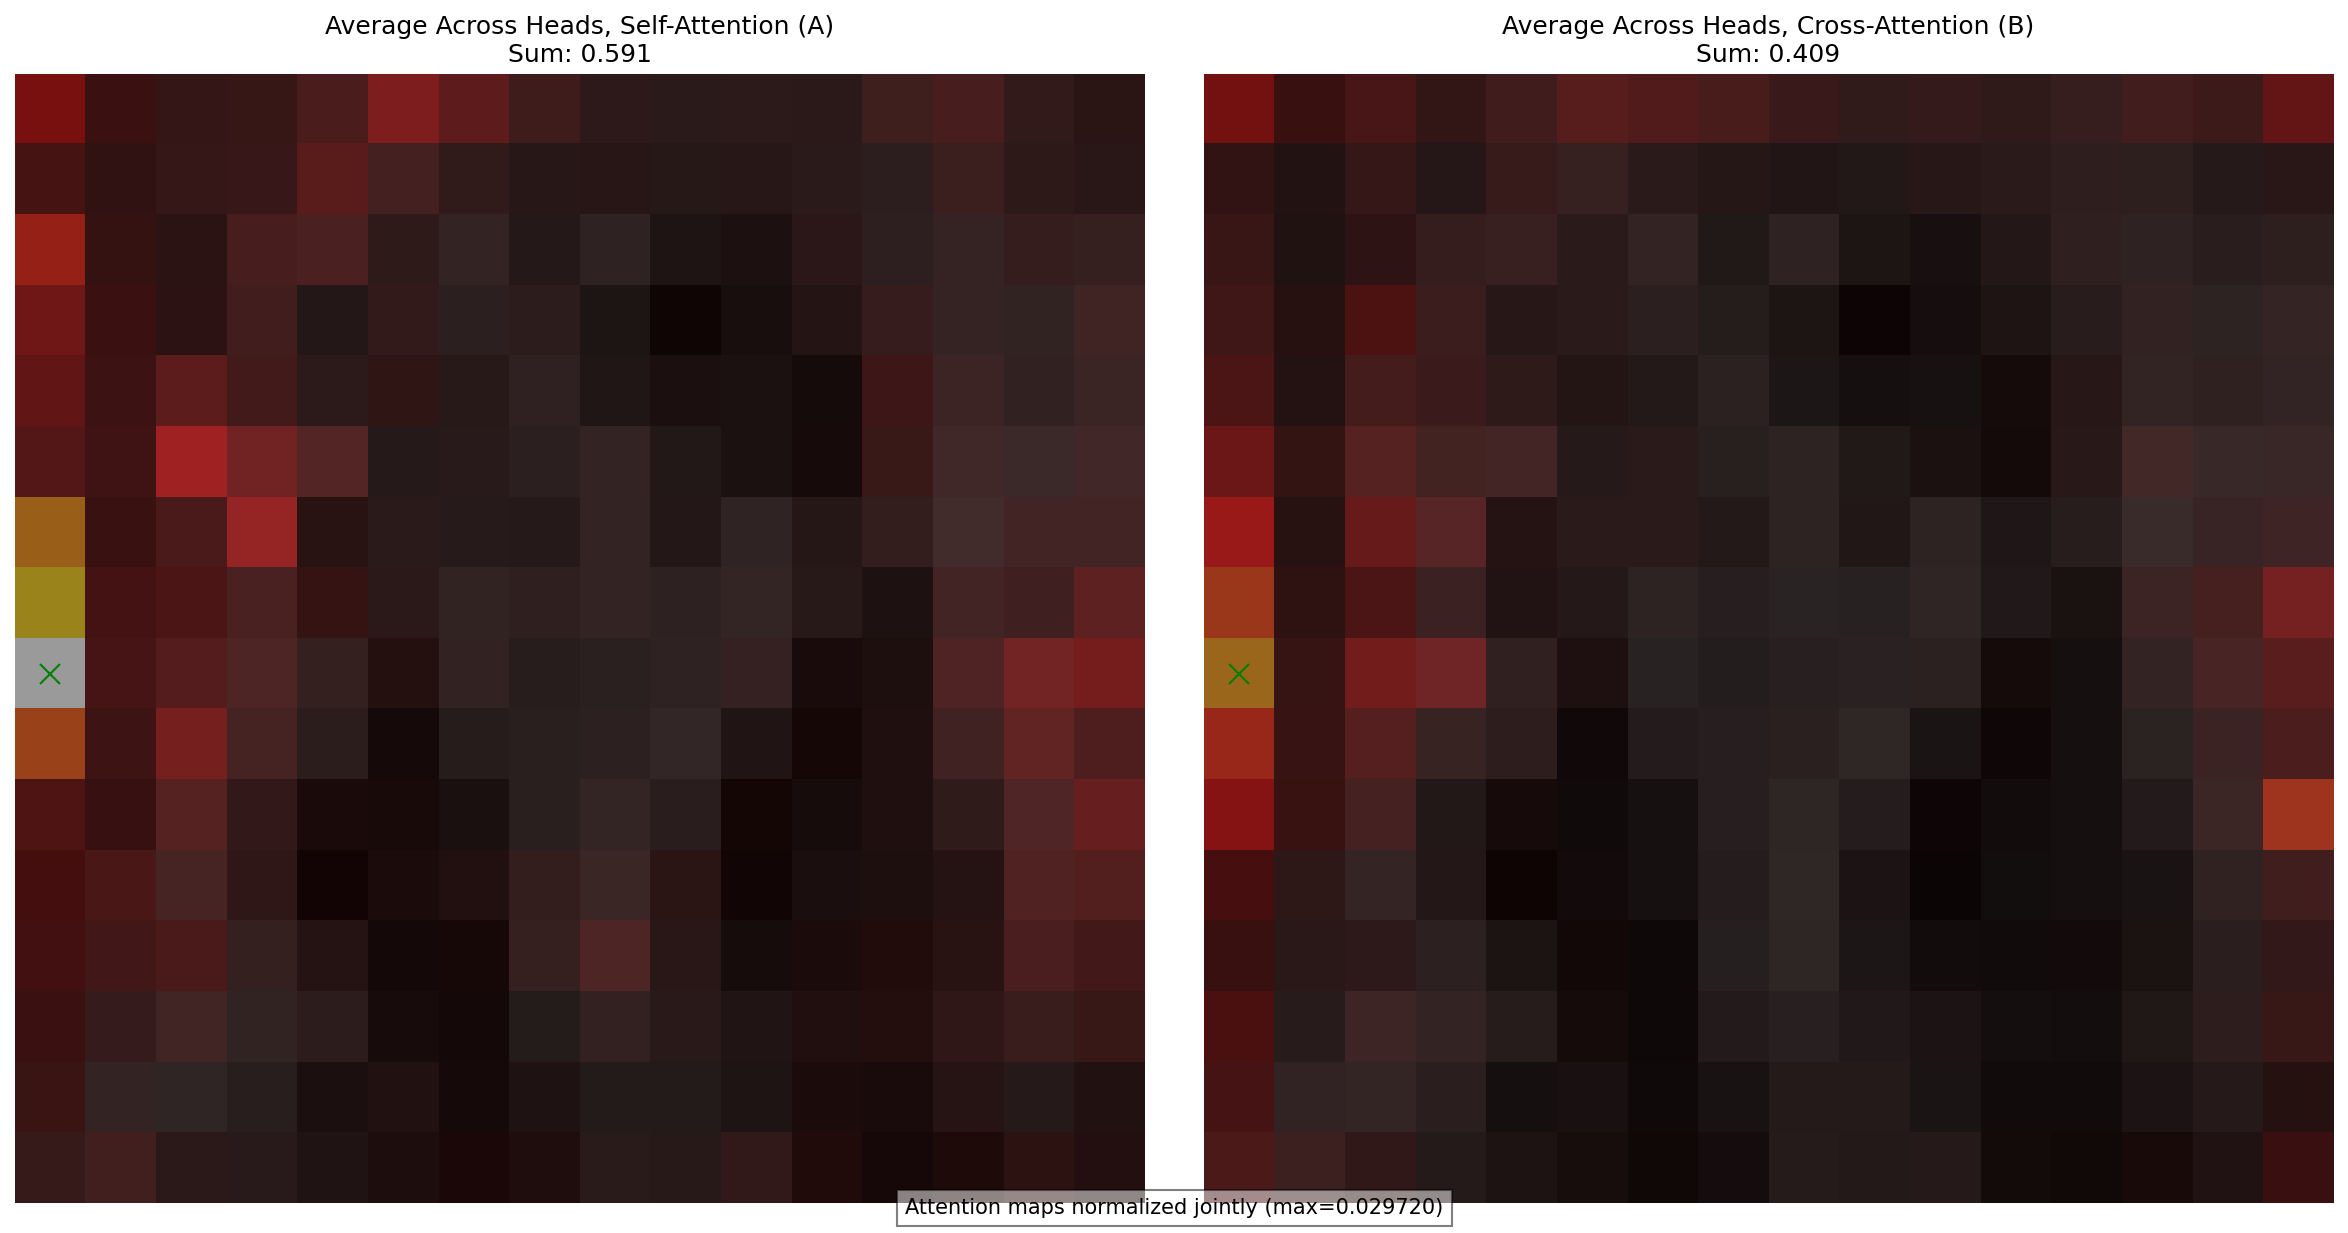 Average Across Heads, Self-Attention (A)
Sum: 0.591
Average Across Heads, Cross-Attention (B)
Sum: 0.409
Attention maps normalized jointly (max=0.029720)